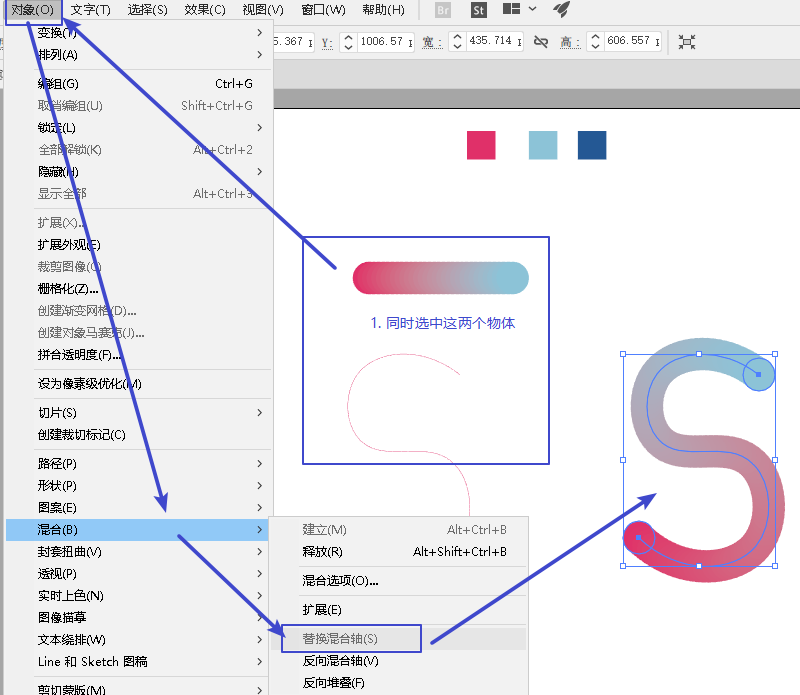 对象(O) 文字(T) 选择(S) 效果(C) 视图(V) 窗口(W) 帮助(H) Br St
5.367 Y: 1006.57 宽: 435.714 高: 606.557
变换(T)
排列(A)
编组(G) Ctrl+G
取消编组(U) Shift+Ctrl+G
锁定(L)
全部解锁(K) Alt+Ctrl+2
隐藏(H)
显示全部 Alt+Ctrl+3
扩展(X)...
扩展外观(E)
裁剪图像(C)
栅格化(Z)...
创建渐变网格(D)...
创建对象马赛克(J)...
拼合透明度(F)...
设为像素级优化(M)
切片(S)
创建裁切标记(C)
路径(P)
形状(P)
图案(E)
混合(B)
封套扭曲(V)
透视(P)
实时上色(N)
图像描摹
文本绕排(W)
Line 和 Sketch 图稿
剪切蒙版(M)
1. 同时选中这两个物体
建立(M) Alt+Ctrl+B
释放(R) Alt+Shift+Ctrl+B
混合选项(O)...
扩展(E)
替换混合轴(S)
反向混合轴(V)
反向堆叠(F)